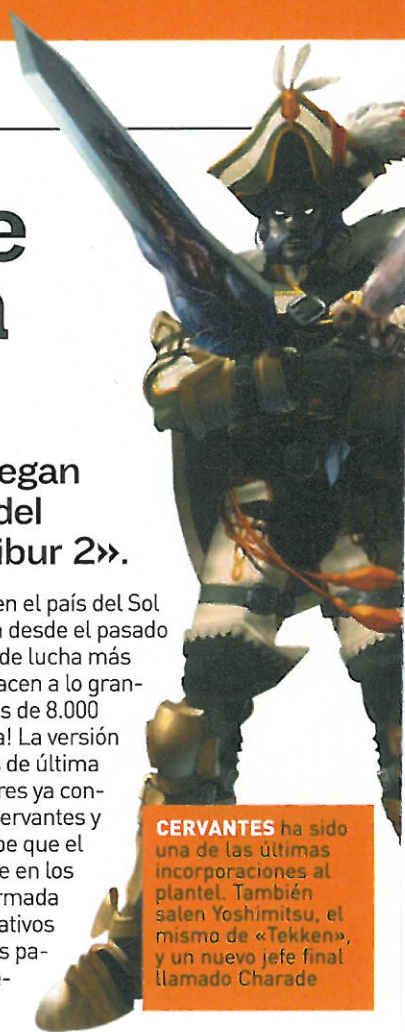 e
a
egan
del
ibur 2».
en el país del Sol
n desde el pasado
de lucha más
acen a lo gran-
s de 8.000
a! La versión
s de última
res ya con-
ervantes y
be que el
e en los
rmada
ativos
s pa-
e-
CERVANTES ha sido
una de las últimas
incorporaciones al
plantel. También
salen Yoshimitsu, el
mismo de «Tekken»,
y un nuevo jefe final
llamado Charade